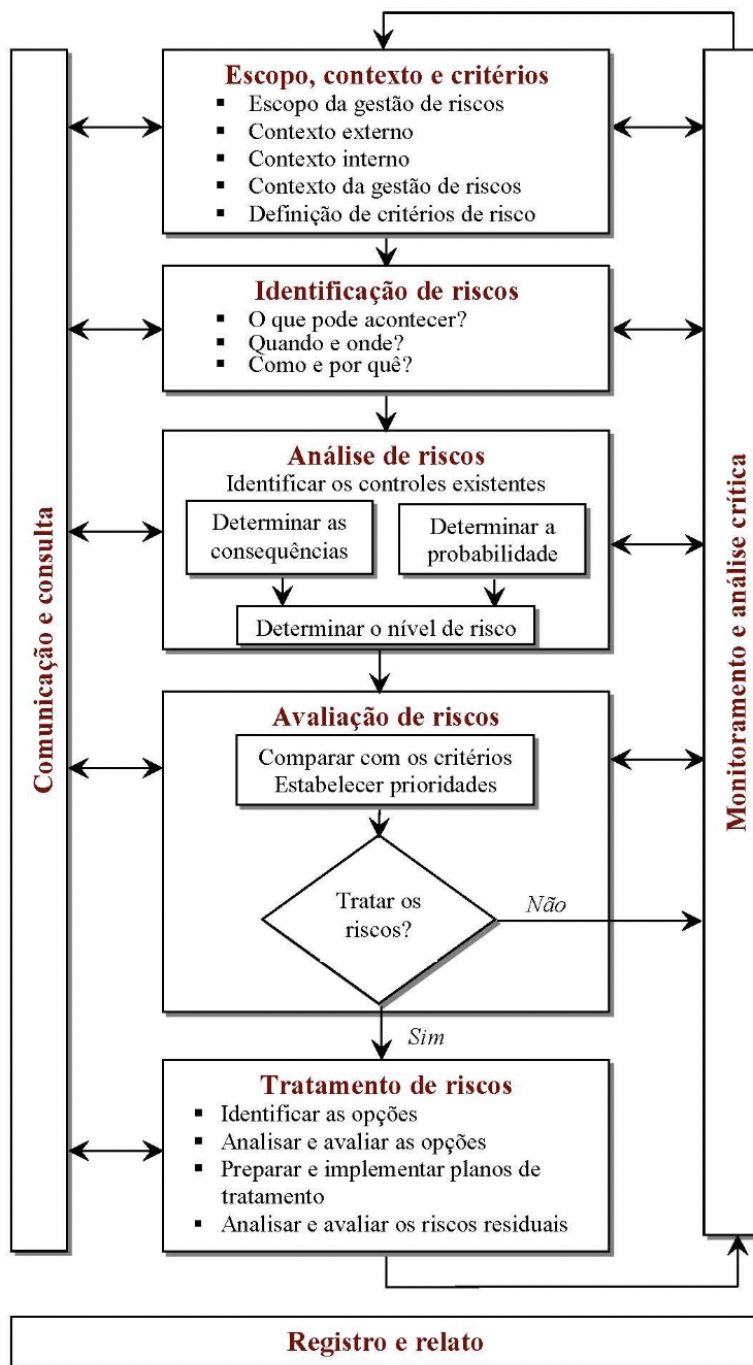 Escopo, contexto e critérios
▪ Escopo da gestão de riscos
▪ Contexto externo
▪ Contexto interno
▪ Contexto da gestão de riscos
▪ Definição de critérios de risco
Identificação de riscos
▪ O que pode acontecer?
▪ Quando e onde?
▪ Como e por quê?
Análise de riscos
Identificar os controles existentes
Determinar as
consequências
Determinar a
probabilidade
Determinar o nível de risco
Avaliação de riscos
Comparar com os critérios
Estabelecer prioridades
Tratar os
riscos?
Não
Sim
Tratamento de riscos
▪ Identificar as opções
▪ Analisar e avaliar as opções
▪ Preparar e implementar planos de
tratamento
▪ Analisar e avaliar os riscos residuais
Comunicação e consulta
Monitoramento e análise crítica
Registro e relato